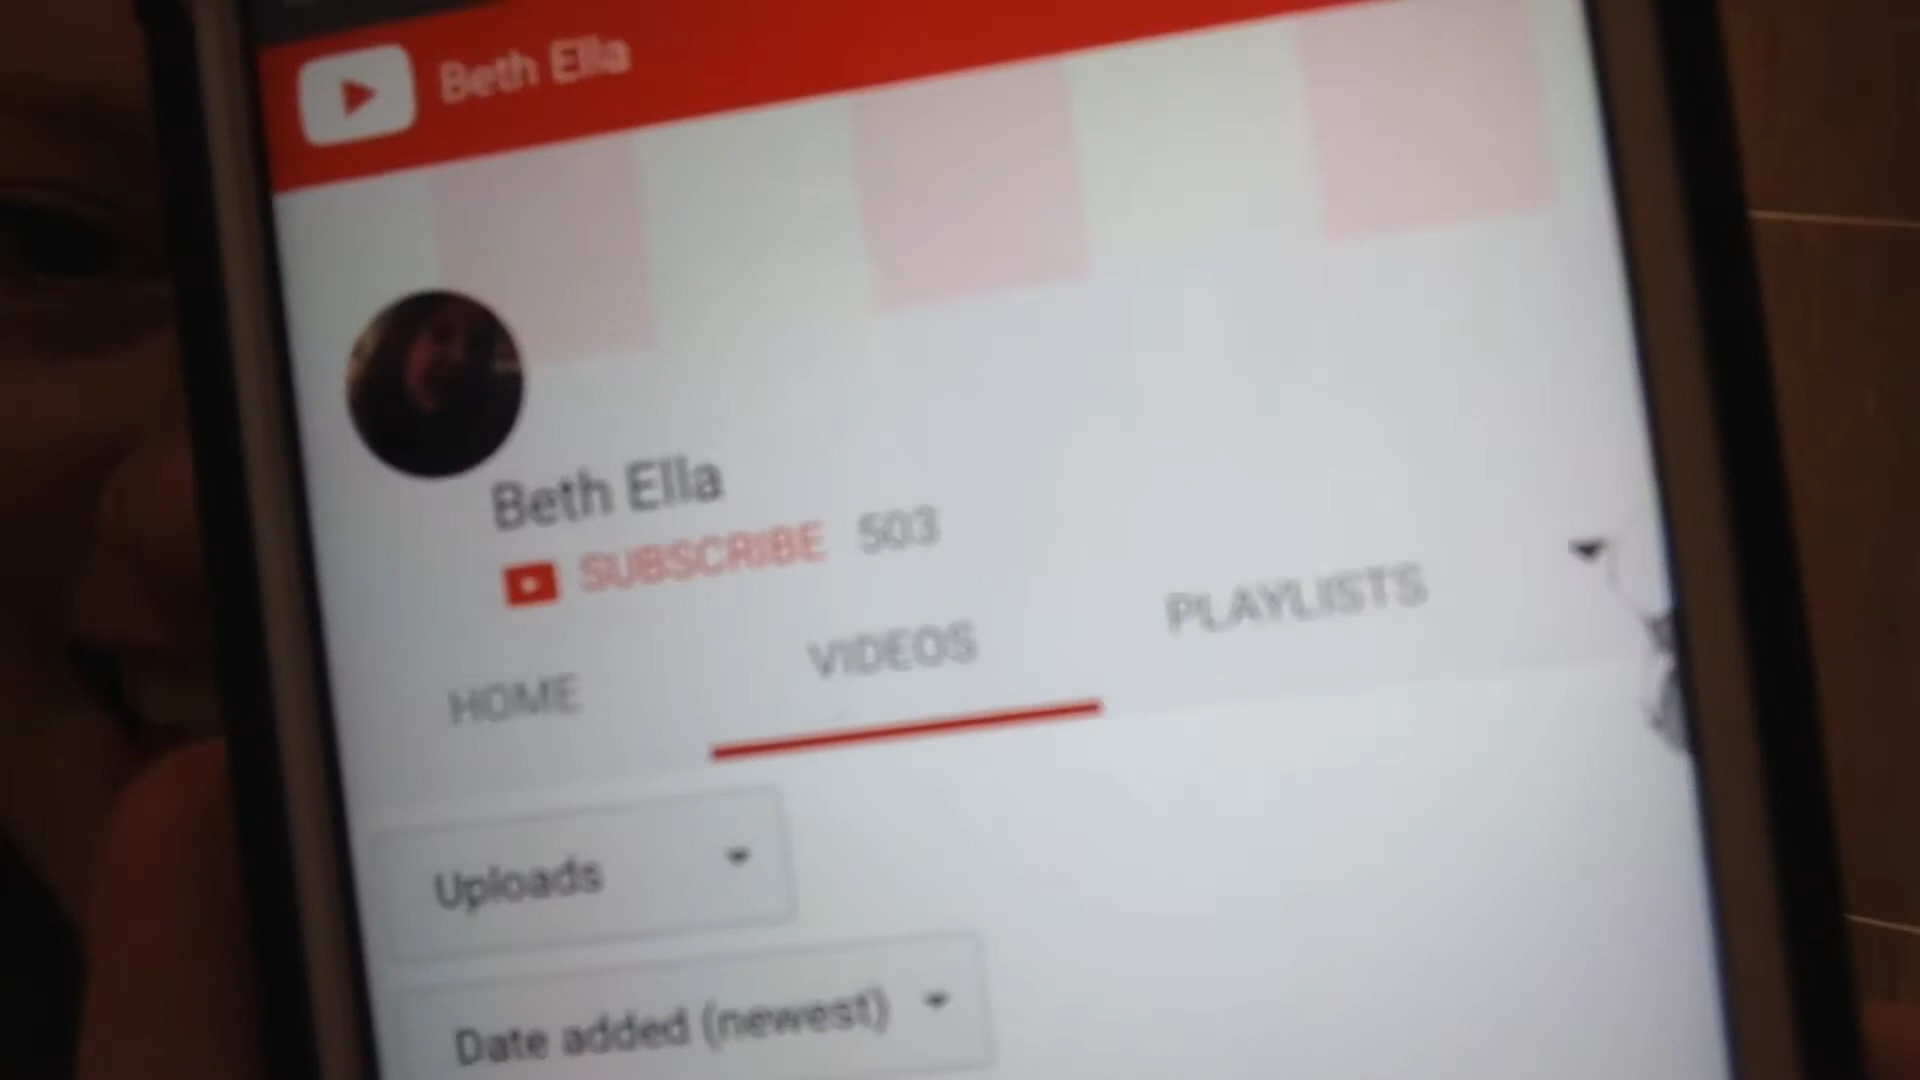 Beth Ella
Beth Ella
SUBSCRIBE 503
HOME VIDEOS PLAYLISTS
Uploads
Date added (newest)